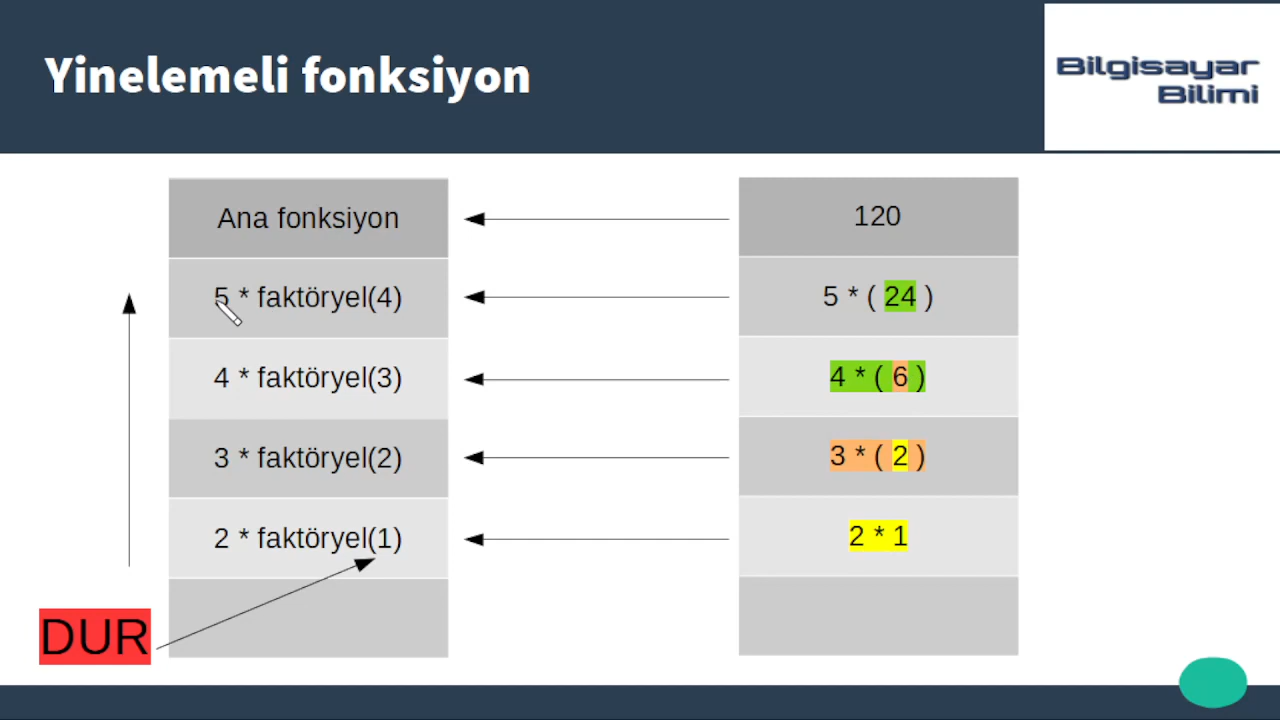 Yinelemeli fonksiyon
Bilgisayar
Bilimi
Ana fonksiyon
5 * faktöryel(4)
4 * faktöryel(3)
3 * faktöryel(2)
2 * faktöryel(1)
DUR
120
5 * ( 24 )
4 * ( 6 )
3 * ( 2 )
2 * 1